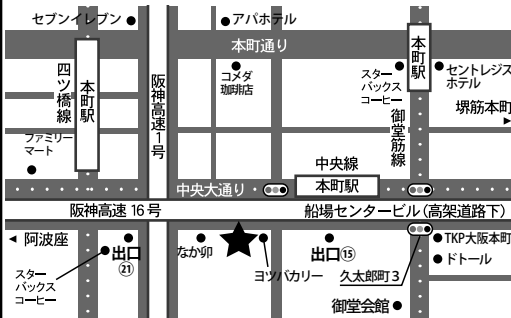 セブンイレブン
アパホテル
本町通り
四ツ橋線
本町駅
阪神高速1号
コメダ
珈琲店
スター
バックス
コーヒー
本町駅
セントレジス
ホテル
堺筋本町
御堂筋線
ファミリー
マート
中央線
中央大通り
本町駅
阪神高速 16 号
船場センタービル (高架道路下)
阿波座
出口
㉑
なか卯
ヨツバカリー
出口⑮
久太郎町 3
TKP大阪本町
ドトール
スター
バックス
コーヒー
御堂会館